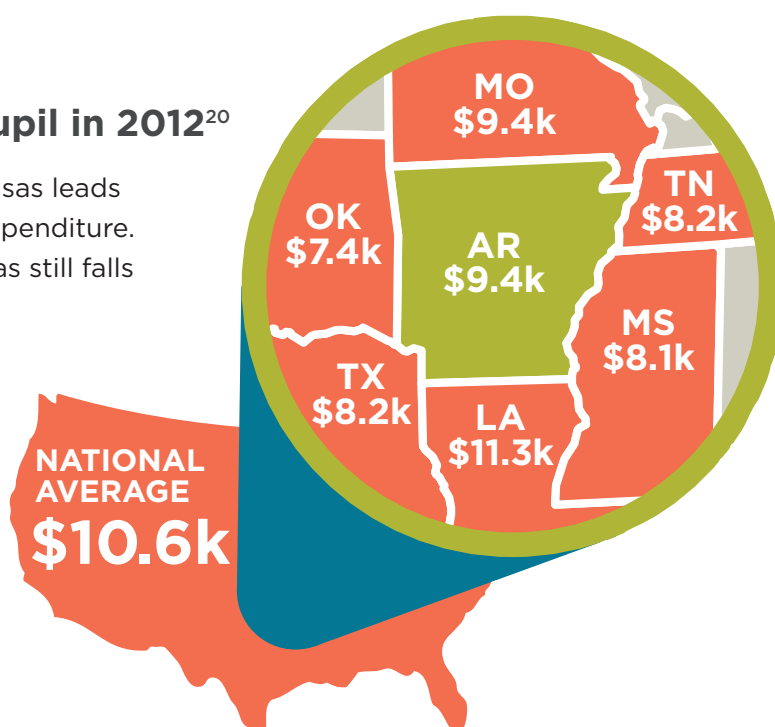 upil in 2012²⁰
sas leads
penditure.
as still falls
MO
$9.4k
TN
$8.2k
OK
$7.4k
AR
$9.4k
MS
$8.1k
TX
$8.2k
LA
$11.3k
NATIONAL
AVERAGE
$10.6k